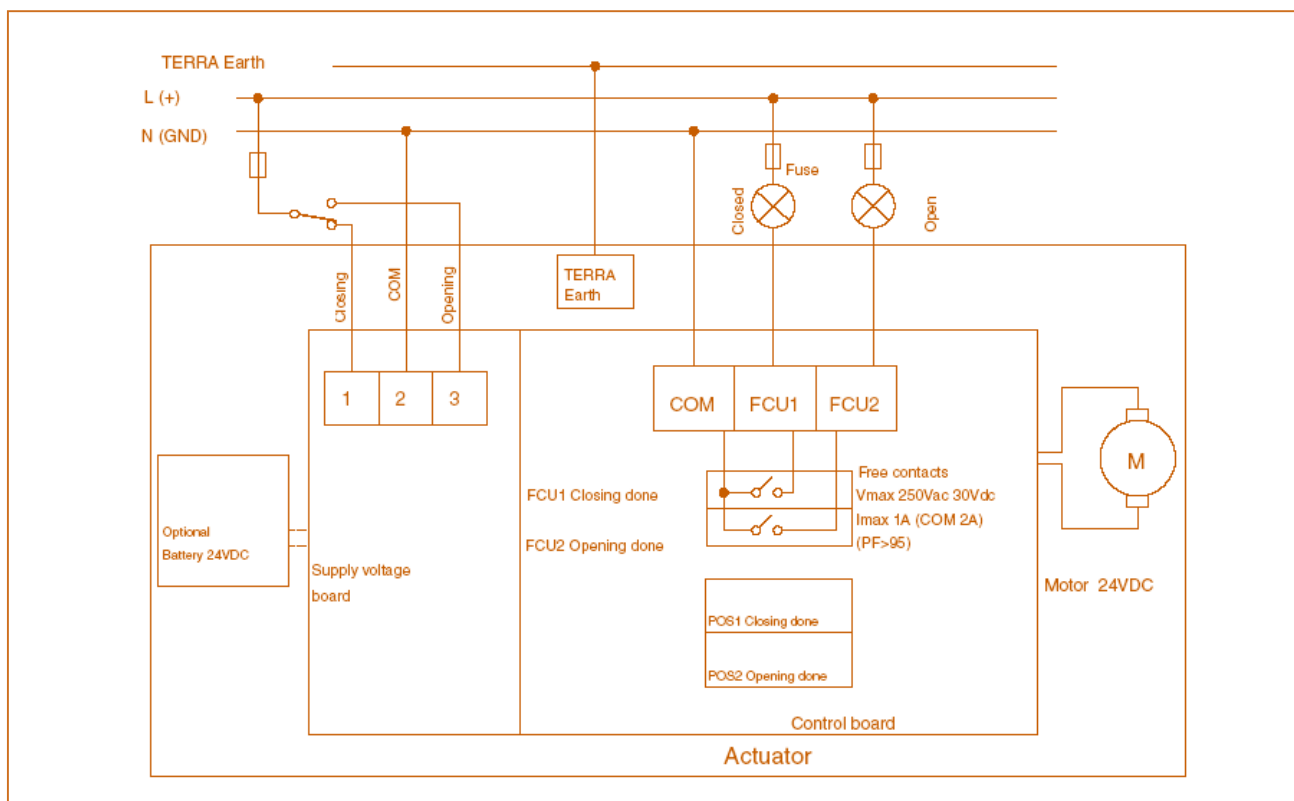 TERRA Earth
L (+)
N (GND)
Fuse
Closed
Open
Closing
COM
Opening
TERRA
Earth
1
2
3
COM
FCU1
FCU2
Free contacts
Vmax 250Vac 30Vdc
Imax 1A (COM 2A)
(PF>95)
FCU1 Closing done
FCU2 Opening done
M
Optional
Battery 24VDC
Supply voltage
board
Motor 24VDC
POS1 Closing done
POS2 Opening done
Control board
Actuator